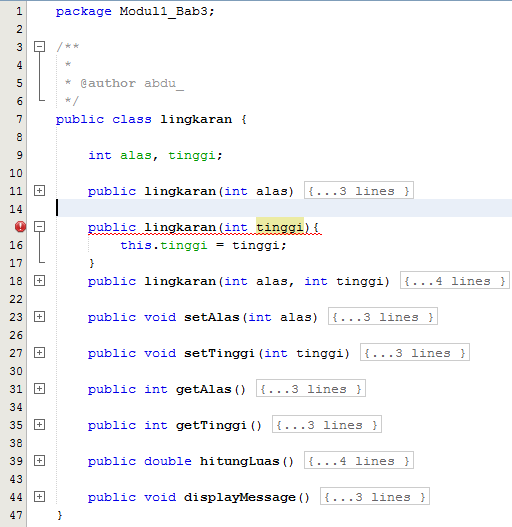 1 package Modul1_Bab3;
2
3 /**
4 *
5 * @author abdu_
6 */
7 public class lingkaran {
8
9 int alas, tinggi;
10
11 public lingkaran(int alas) {...3 lines }
14
public lingkaran(int tinggi){
16 this.tinggi = tinggi;
17 }
18 public lingkaran(int alas, int tinggi) {...4 lines }
22
23 public void setAlas(int alas) {...3 lines }
26
27 public void setTinggi(int tinggi) {...3 lines }
30
31 public int getAlas() {...3 lines }
34
35 public int getTinggi() {...3 lines }
38
39 public double hitungLuas() {...4 lines }
43
44 public void displayMessage() {...3 lines }
47 }